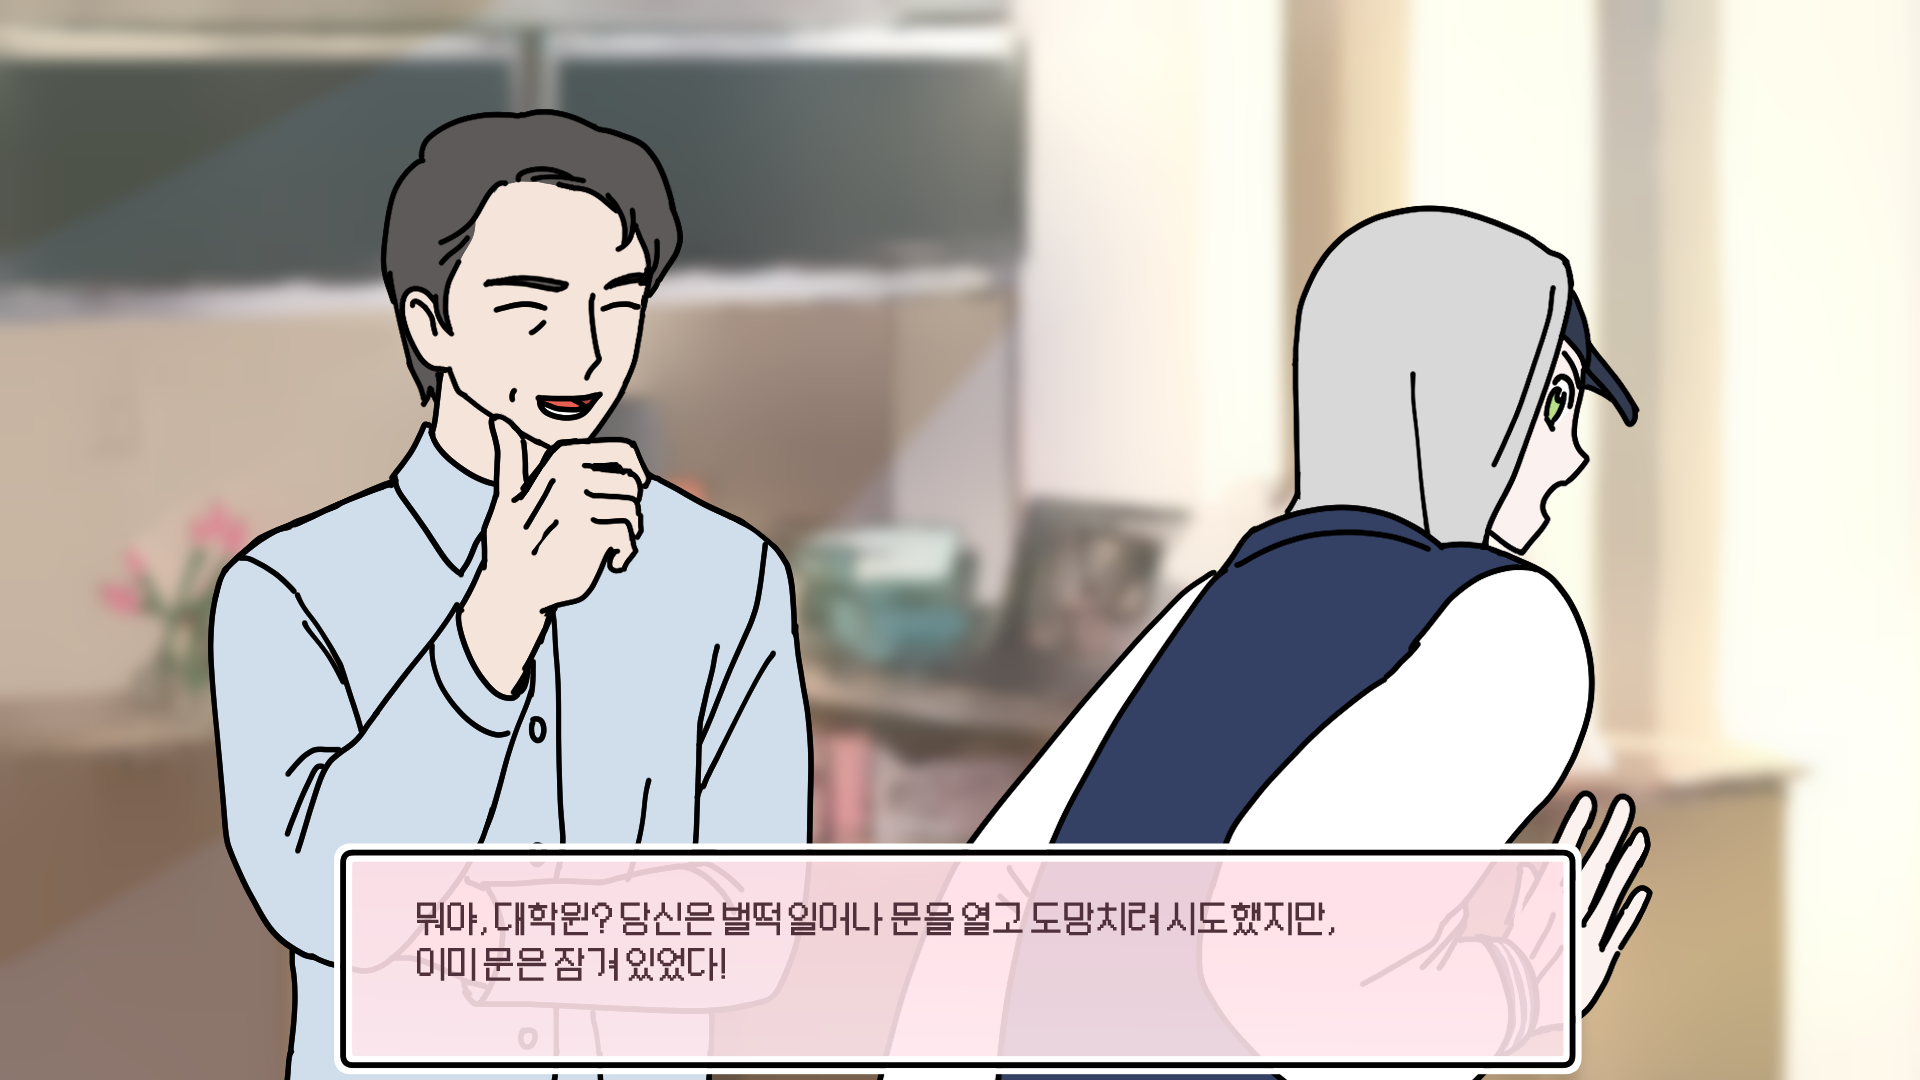 뭐야, 대학원? 당신은 벌떡 일어나 문을 열고 도망치려 시도했지만,
이미 문은 잠겨 있었다!